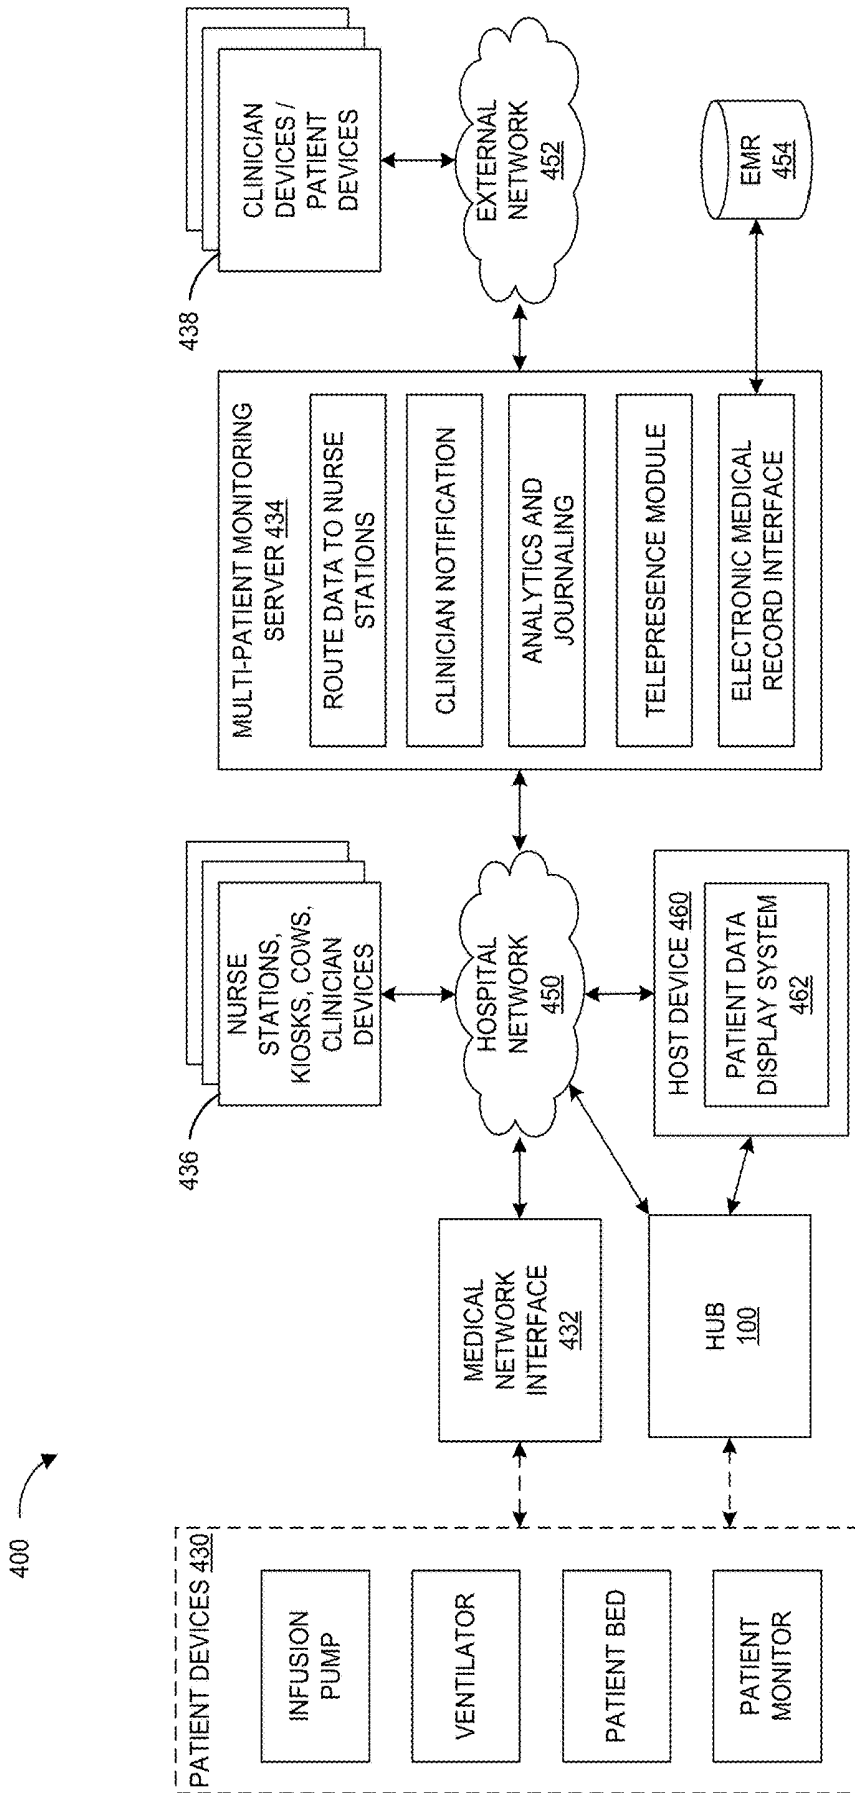 400
PATIENT DEVICES 430
INFUSION
PUMP
VENTILATOR
PATIENT BED
PATIENT
MONITOR
MEDICAL
NETWORK
INTERFACE
432
HUB
100
436
NURSE
STATIONS,
KIOSKS, COWS,
CLINICIAN
DEVICES
HOSPITAL
NETWORK
450
HOST DEVICE 460
PATIENT DATA
DISPLAY SYSTEM
462
MULTI-PATIENT MONITORING
SERVER 434
ROUTE DATA TO NURSE
STATIONS
CLINICIAN NOTIFICATION
ANALYTICS AND
JOURNALING
TELEPRESENCE MODULE
ELECTRONIC MEDICAL
RECORD INTERFACE
438
CLINICIAN
DEVICES /
PATIENT
DEVICES
EXTERNAL
NETWORK
452
EMR
454